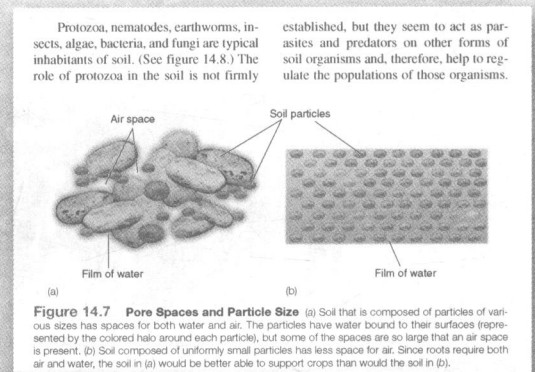 Protozoa, nematodes, earthworms, in-
sects, algae, bacteria, and fungi are typical
inhabitants of soil. (See figure 14.8.) The
role of protozoa in the soil is not firmly
established, but they seem to act as par-
asites and predators on other forms of
soil organisms and, therefore, help to reg-
ulate the populations of those organisms.
Air space
Soil particles
Film of water
Film of water
(a)
(b)
Figure 14.7 Pore Spaces and Particle Size (a) Soil that is composed of particles of vari-
ous sizes has spaces for both water and air. The particles have water bound to their surfaces (repre-
sented by the colored halo around each particle), but some of the spaces are so large that an air space
is present. (b) Soil composed of uniformly small particles has less space for air. Since roots require both
air and water, the soil in (a) would be better able to support crops than would the soil in (b).